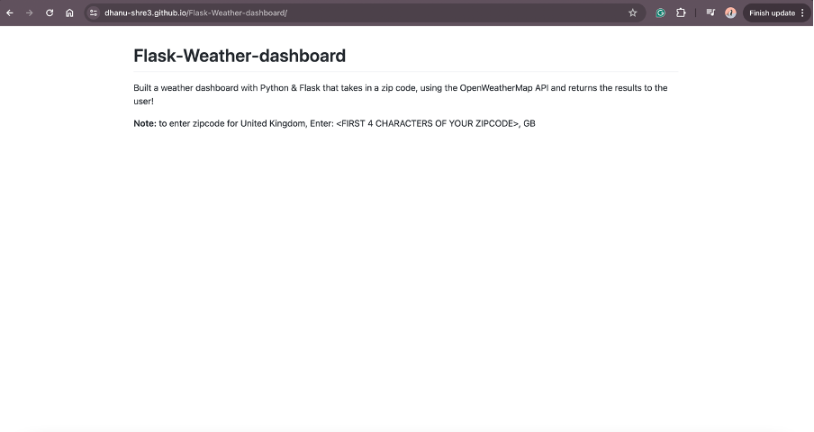 dhanu-shre3.github.io/Flask-Weather-dashboard/
Finish update
Flask-Weather-dashboard
Built a weather dashboard with Python & Flask that takes in a zip code, using the OpenWeatherMap API and returns the results to the
user!
Note: to enter zipcode for United Kingdom, Enter: <FIRST 4 CHARACTERS OF YOUR ZIPCODE>, GB